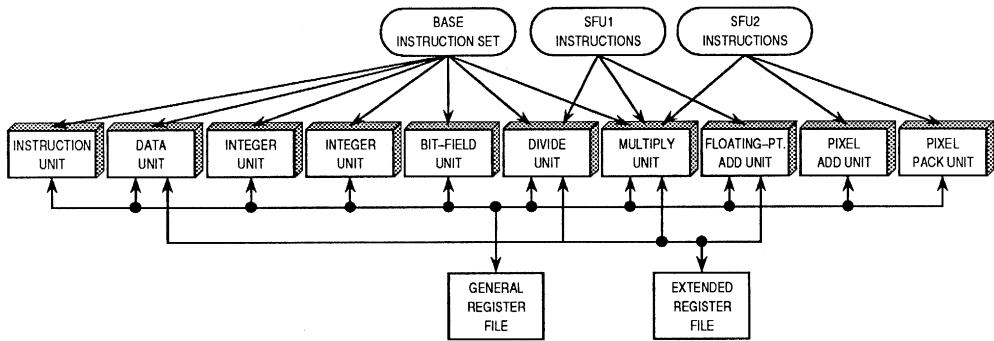 BASE
INSTRUCTION SET
SFU1
INSTRUCTIONS
SFU2
INSTRUCTIONS
INSTRUCTION
UNIT
DATA
UNIT
INTEGER
UNIT
INTEGER
UNIT
BIT–FIELD
UNIT
DIVIDE
UNIT
MULTIPLY
UNIT
FLOATING–PT.
ADD UNIT
PIXEL
ADD UNIT
PIXEL
PACK UNIT
GENERAL
REGISTER
FILE
EXTENDED
REGISTER
FILE